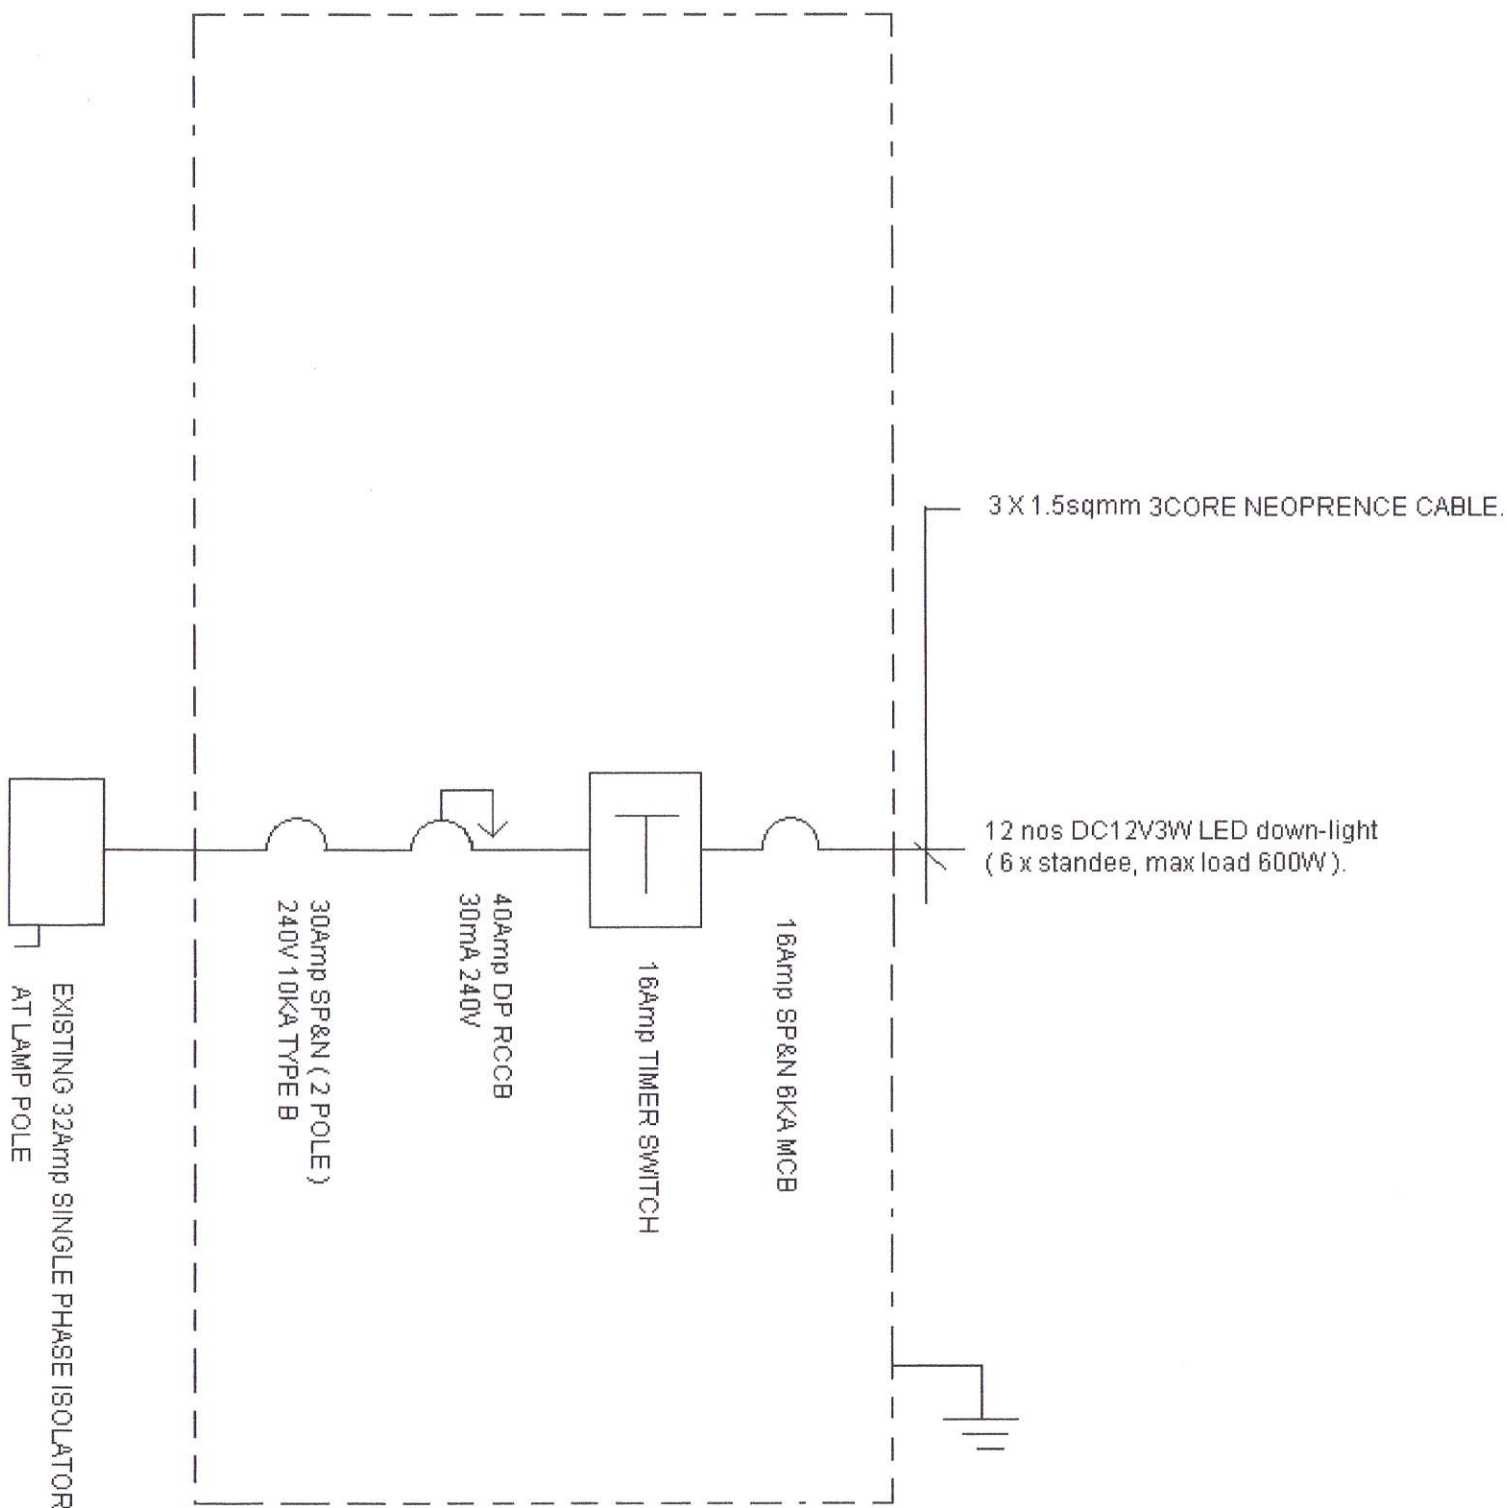 3 X 1.5sqmm 3CORE NEOPRENCE CABLE.
12 nos DC12V3W LED down-light
( 6 x standee, max load 600W ).
EXISTING 32Amp SINGLE PHASE ISOLATOR
AT LAMP POLE
30Amp SP&N ( 2 POLE )
240V 10KA TYPE B
40Amp DP RCCB
30mA 240V
T
16Amp TIMER SWITCH
16Amp SP&N 6KA MCB